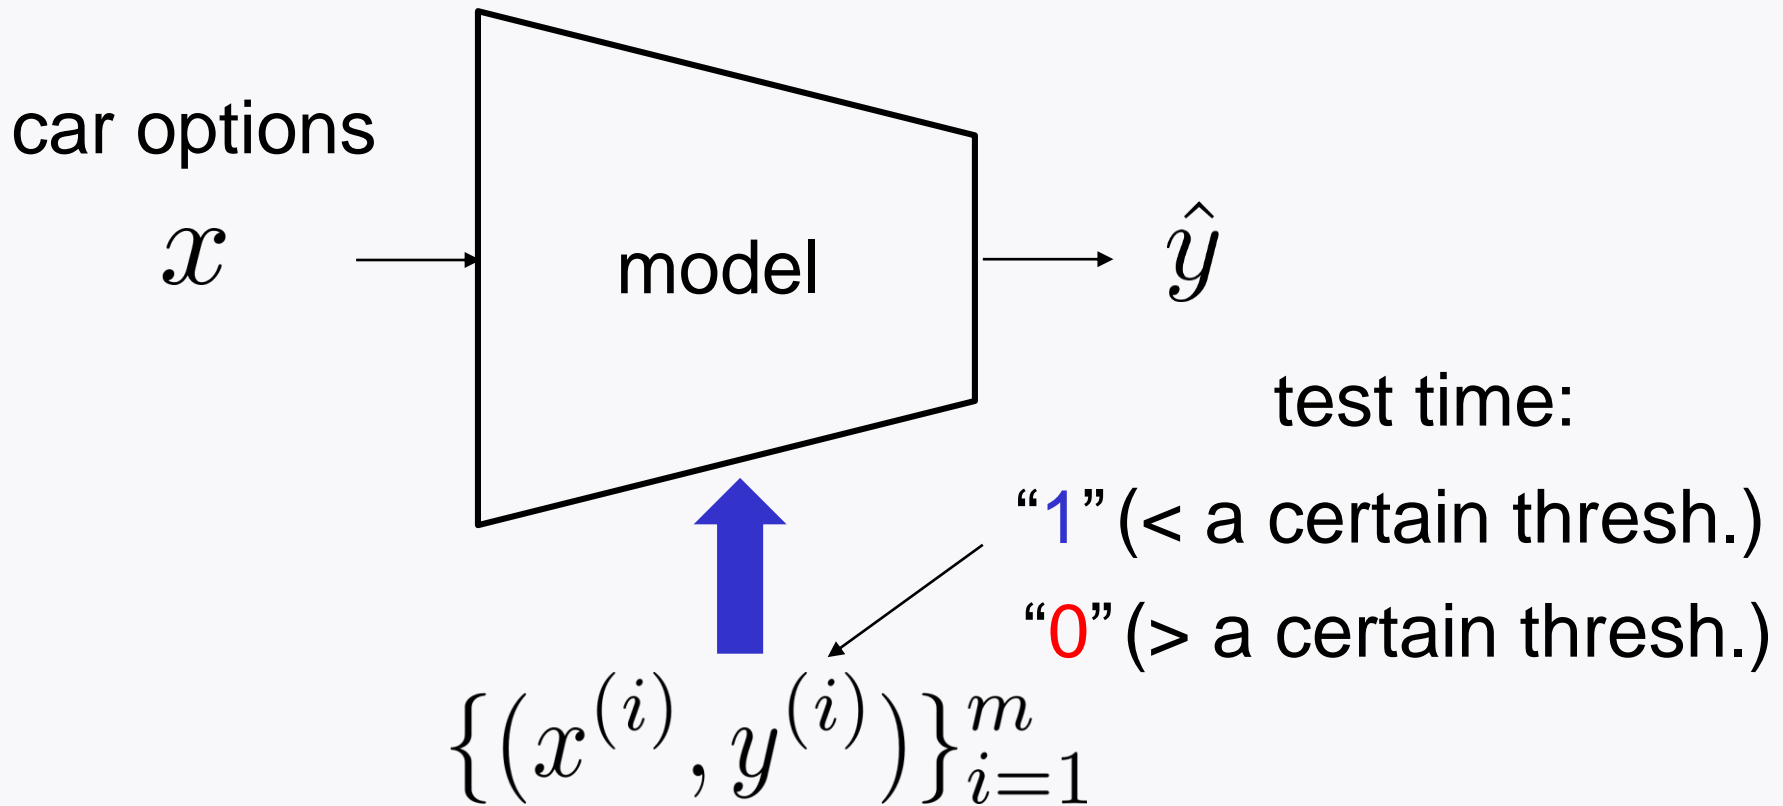 car options
x
model
ŷ
test time:
“1” (< a certain thresh.)
“0” (> a certain thresh.)
{(x^{(i)}, y^{(i)})}_{i=1}^{m}